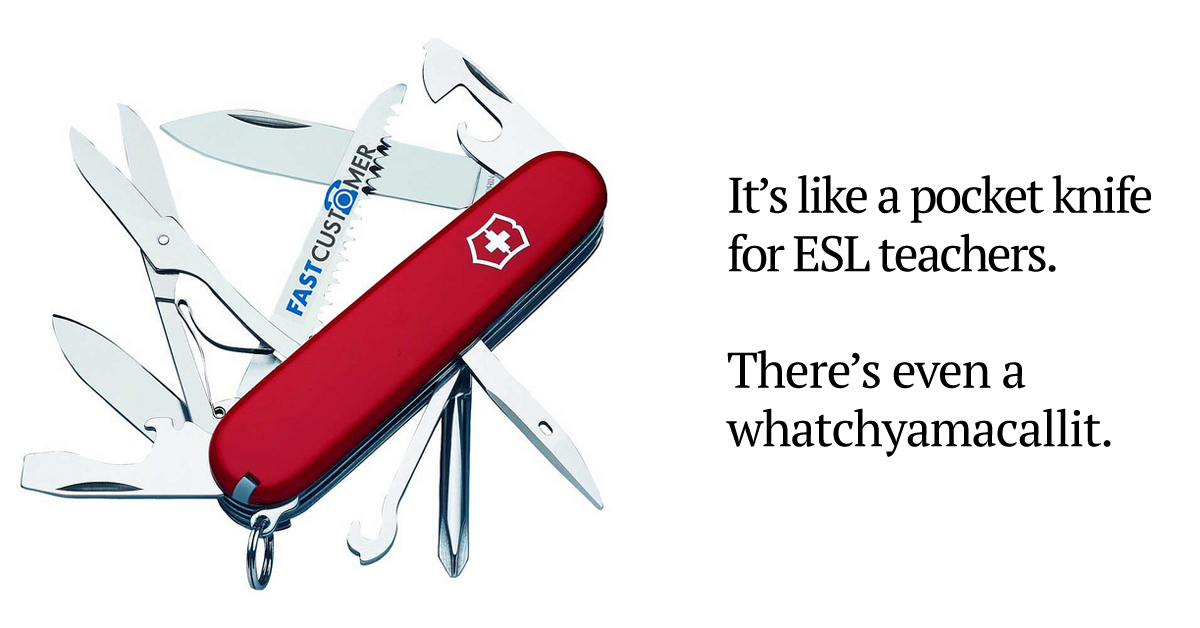 FASTCUSTOMER
It’s like a pocket knife
for ESL teachers.
There’s even a
whatchyamacallit.